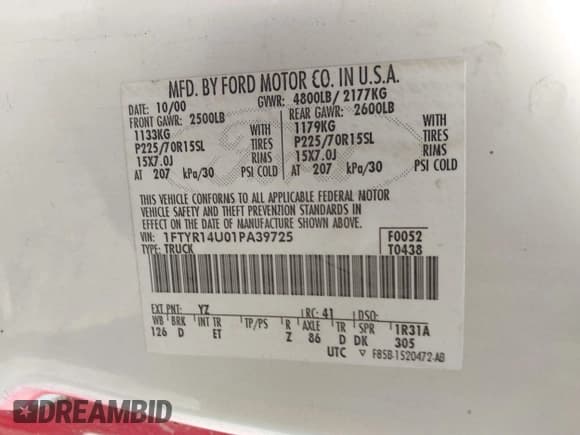 MFD. BY FORD MOTOR CO. IN U.S.A.
DATE: 10/00 GVWR: 4800LB/ 2177KG
FRONT GAWR: 2500LB REAR GAWR: 2600LB
1133KG WITH 1179KG WITH
P225/70R15SL TIRES P225/70R15SL TIRES
15X7.0J RIMS 15X7.0J RIMS
AT 207 kPa/30 PSI COLD AT 207 kPa/30 PSI COLD
THIS VEHICLE CONFORMS TO ALL APPLICABLE FEDERAL MOTOR
VEHICLE SAFETY AND THEFT PREVENTION STANDARDS IN
EFFECT ON THE DATE OF MANUFACTURE SHOWN ABOVE.
VIN: 1FTYR14U01PA39725 F0052
TYPE: TRUCK T0438
EXT PNT: YZ RC: 41 DSO:
WB BRK INT TR TP/PS R AXLE TR SPR 1R31A
126 D ET Z 86 D DK 305
UTC ▽ F85B-1520472-AB
DREAMBID